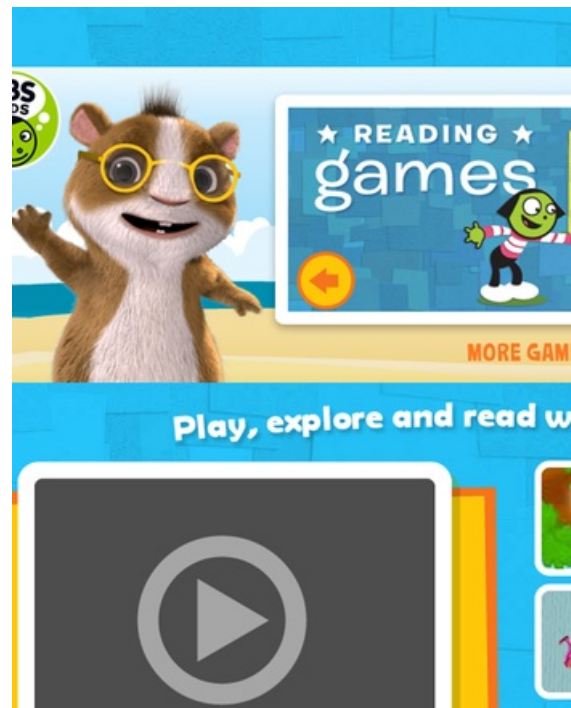 ★ READING ★
games
MORE GAM
Play, explore and read w